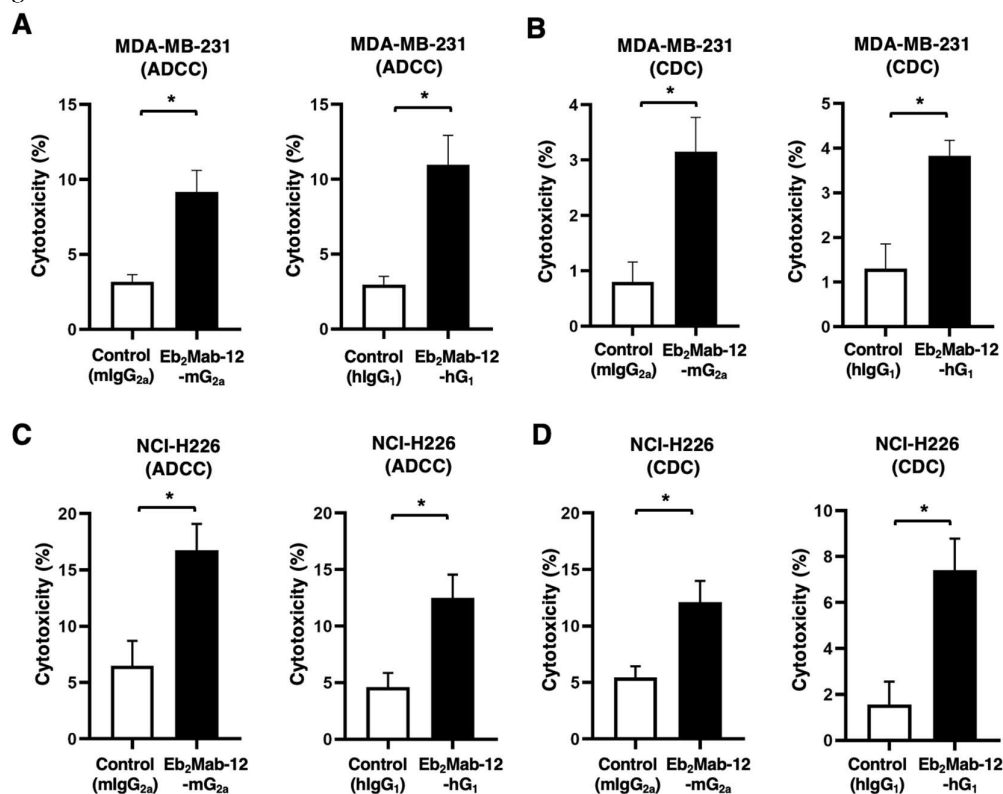 A
MDA-MB-231
(ADCC)
*
15
10
5
0
Cytotoxicity (%)
Control
(mIgG2a)
Eb2Mab-12
-mG2a
MDA-MB-231
(ADCC)
*
15
10
5
0
Cytotoxicity (%)
Control
(hIgG1)
Eb2Mab-12
-hG1
B
MDA-MB-231
(CDC)
*
4
3
2
1
0
Cytotoxicity (%)
Control
(mIgG2a)
Eb2Mab-12
-mG2a
MDA-MB-231
(CDC)
*
5
4
3
2
1
0
Cytotoxicity (%)
Control
(hIgG1)
Eb2Mab-12
-hG1
C
NCI-H226
(ADCC)
*
20
15
10
5
0
Cytotoxicity (%)
Control
(mIgG2a)
Eb2Mab-12
-mG2a
NCI-H226
(ADCC)
*
20
15
10
5
0
Cytotoxicity (%)
Control
(hIgG1)
Eb2Mab-12
-hG1
D
NCI-H226
(CDC)
*
20
15
10
5
0
Cytotoxicity (%)
Control
(mIgG2a)
Eb2Mab-12
-mG2a
NCI-H226
(CDC)
*
10
8
6
4
2
0
Cytotoxicity (%)
Control
(hIgG1)
Eb2Mab-12
-hG1